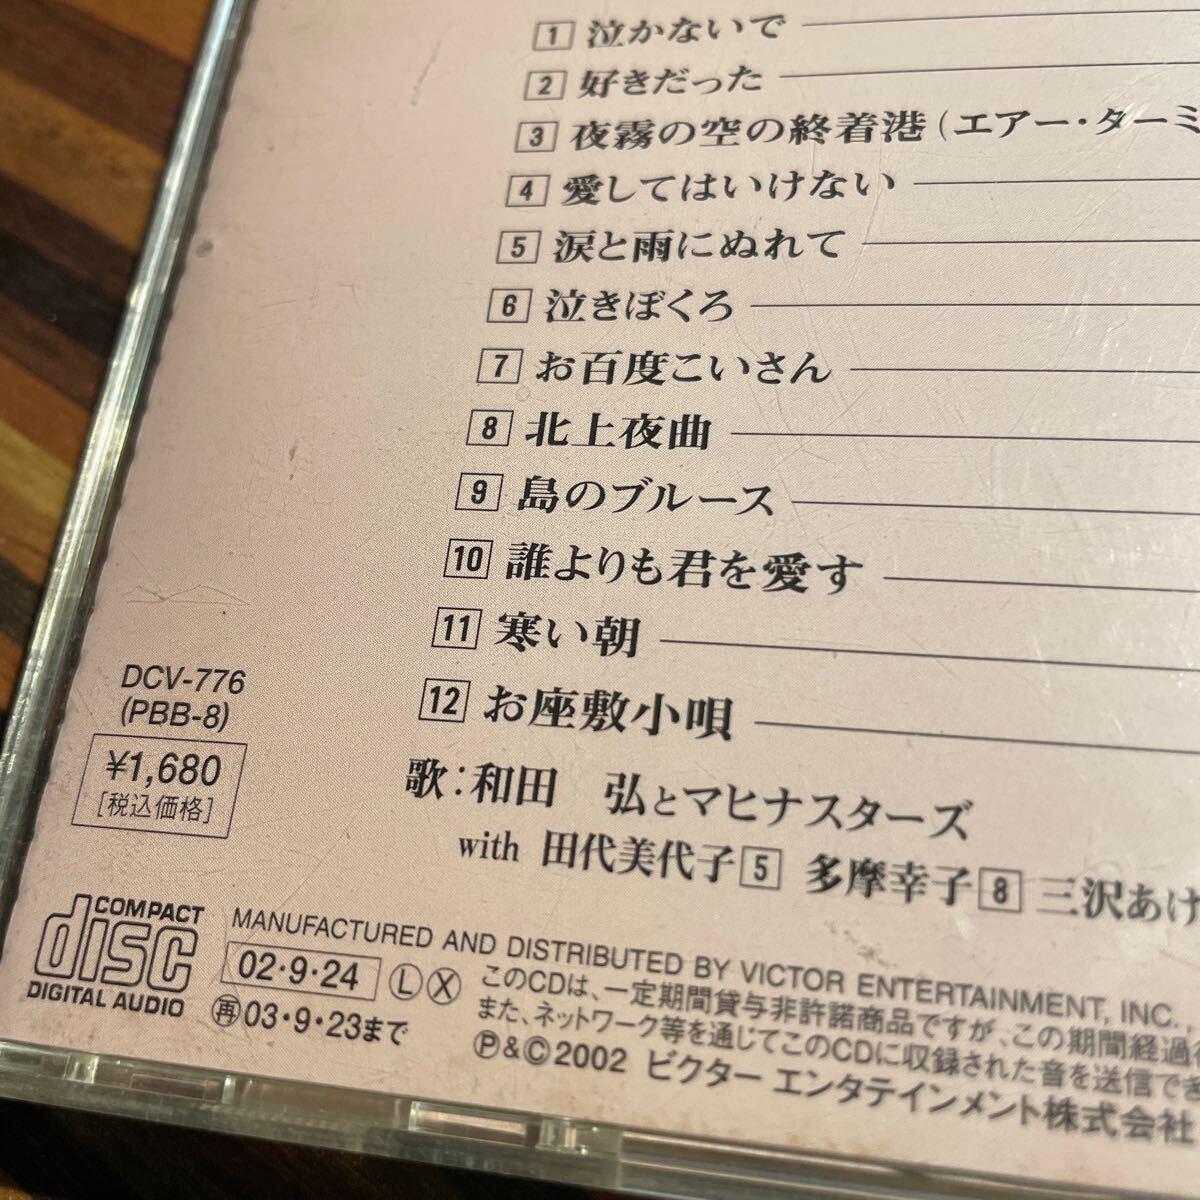 1 泣かないで
2 好きだった
3 夜霧の空の終着港(エアー・ターミ
4 愛してはいけない
5 涙と雨にぬれて
6 泣きぼくろ
7 お百度こいさん
8 北上夜曲
9 島のブルース
10 誰よりも君を愛す
11 寒い朝
12 お座敷小唄
歌:和田 弘とマヒナスターズ
with 田代美代子5 多摩幸子8 三沢あけ
DCV-776
(PBB-8)
¥1,680
[税込価格]
COMPACT
disc
DIGITAL AUDIO
MANUFACTURED AND DISTRIBUTED BY VICTOR ENTERTAINMENT, INC.,
02・9・24 Ⓛ Ⓧ
再03・9・23まで
このCDは、一定期間貸与非許諾商品ですが、この期間経過後
また、ネットワーク等を通じてこのCDに収録された音を送信でき
Ⓟ&©2002 ビクター エンタテインメント株式会社